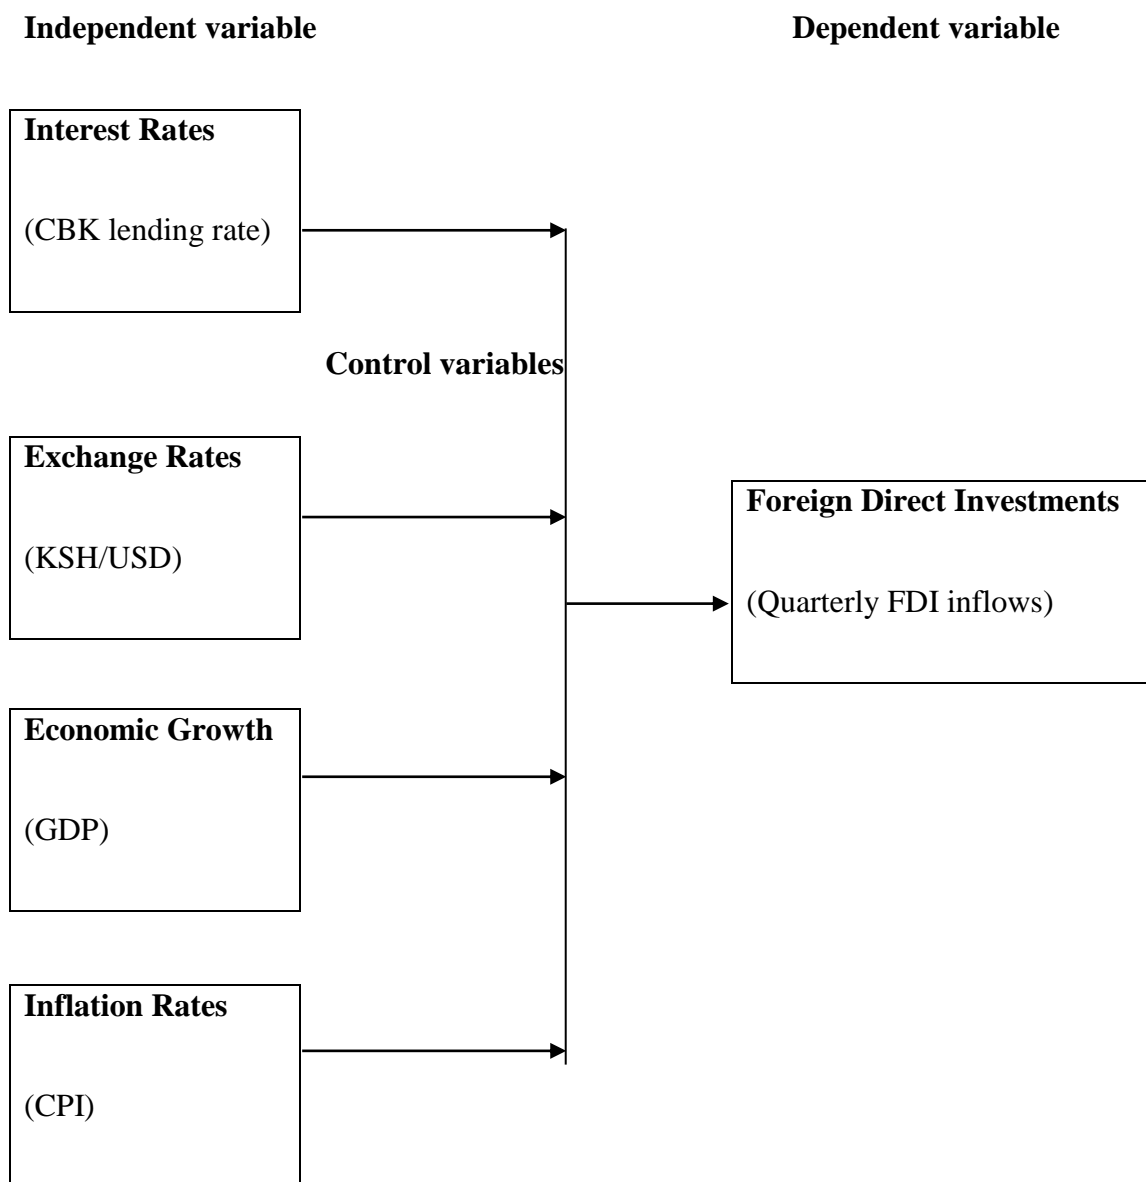 Independent variable
Dependent variable
Interest Rates
(CBK lending rate)
Control variables
Exchange Rates
(KSH/USD)
Foreign Direct Investments
(Quarterly FDI inflows)
Economic Growth
(GDP)
Inflation Rates
(CPI)